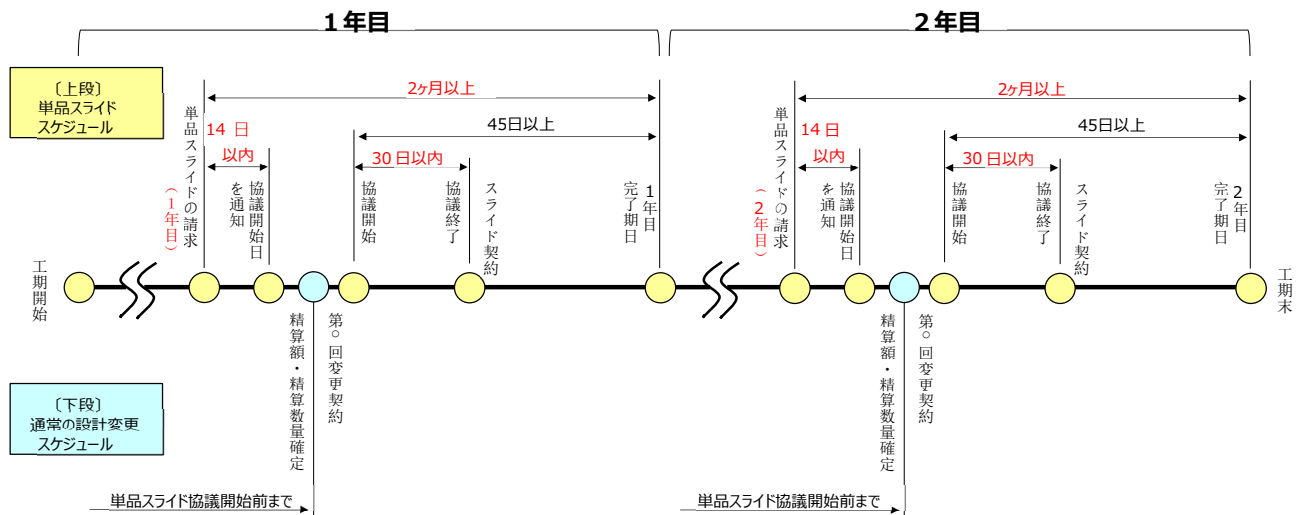 1年目
2年目
〔上段〕
単品スライド
スケジュール
2ヶ月以上
45日以上
14 日
以内
30日以内
単品スライドの請求
(1年目)
協議開始日
を通知
協議開始
協議終了
スライド契約
1年目
完了期日
2ヶ月以上
45日以上
14 日
以内
30日以内
単品スライドの請求
(2年目)
協議開始日
を通知
協議開始
協議終了
スライド契約
2年目
完了期日
工期開始
工期末
第○回変更契約
精算額・精算数量確定
第○回変更契約
精算額・精算数量確定
〔下段〕
通常の設計変更
スケジュール
単品スライド協議開始前まで
単品スライド協議開始前まで